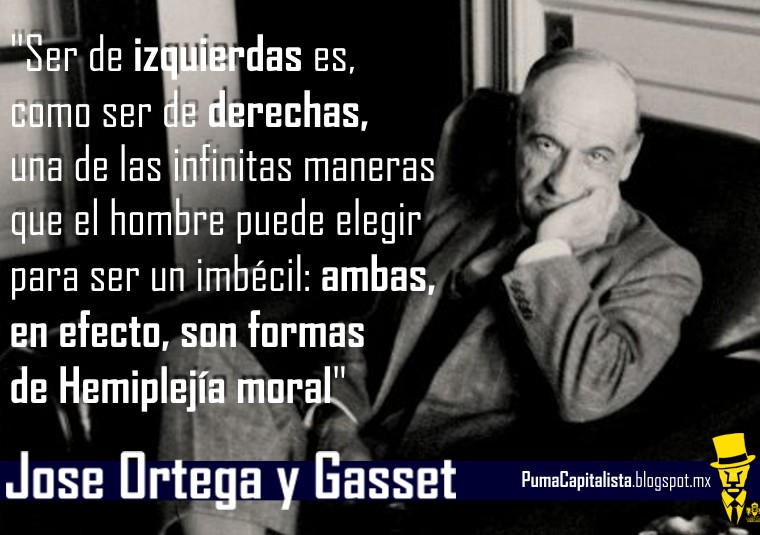 "Ser de izquierdas es,
como ser de derechas,
una de las infinitas maneras
que el hombre puede elegir
para ser un imbécil: ambas,
en efecto, son formas
de Hemiplejía moral"
Jose Ortega y Gasset
PumaCapitalista.blogspot.mx